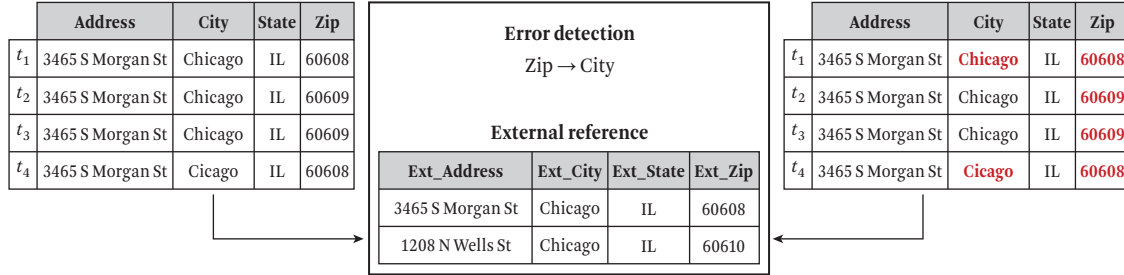 Address City State Zip
t1 3465 S Morgan St Chicago IL 60608
t2 3465 S Morgan St Chicago IL 60609
t3 3465 S Morgan St Chicago IL 60609
t4 3465 S Morgan St Cicago IL 60608
Error detection
Zip → City
External reference
Ext_Address Ext_City Ext_State Ext_Zip
3465 S Morgan St Chicago IL 60608
1208 N Wells St Chicago IL 60610
Address City State Zip
t1 3465 S Morgan St Chicago IL 60608
t2 3465 S Morgan St Chicago IL 60609
t3 3465 S Morgan St Chicago IL 60609
t4 3465 S Morgan St Cicago IL 60608